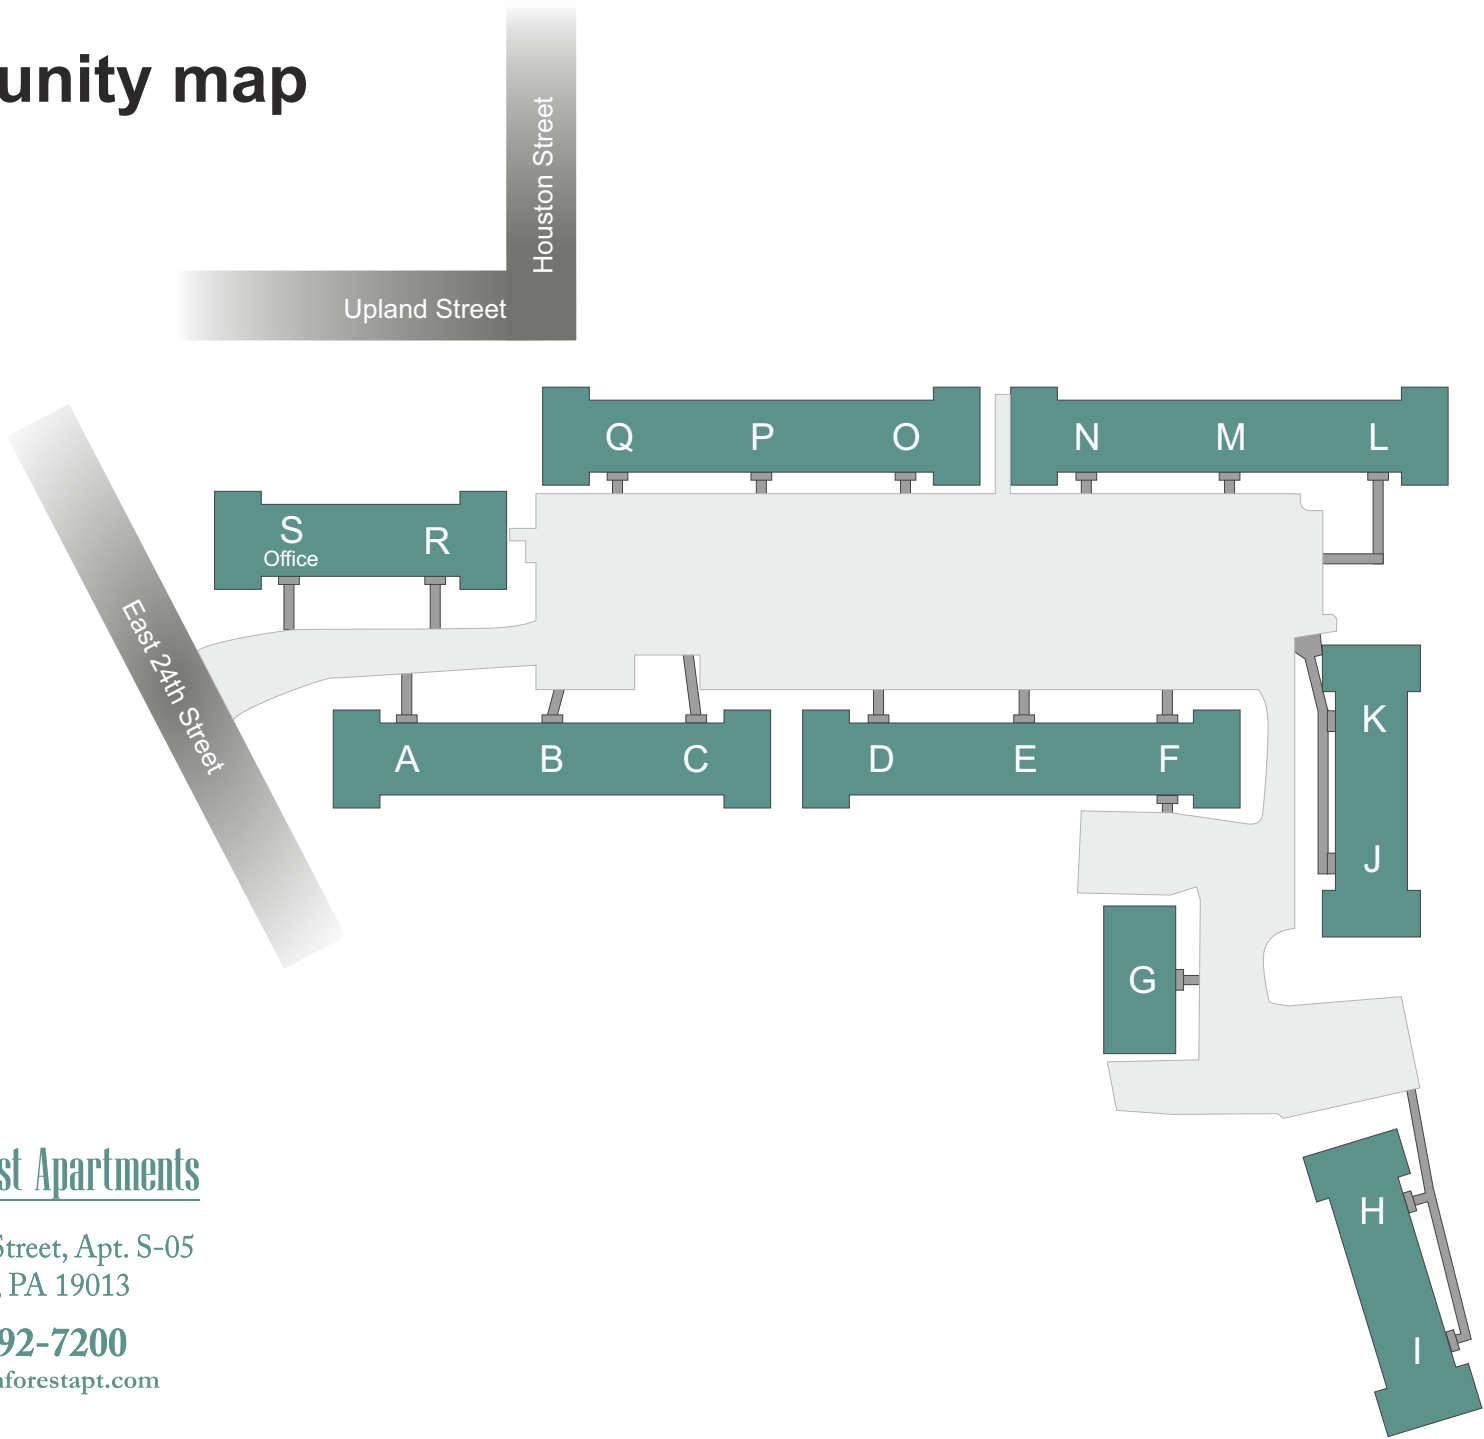 unity map
Houston Street
Upland Street
Q P O N M L
S R
Office
East 24th Street
A B C D E F
K
J
G
H
I
st Apartments
Street, Apt. S-05
, PA 19013
92-7200
nforestapt.com